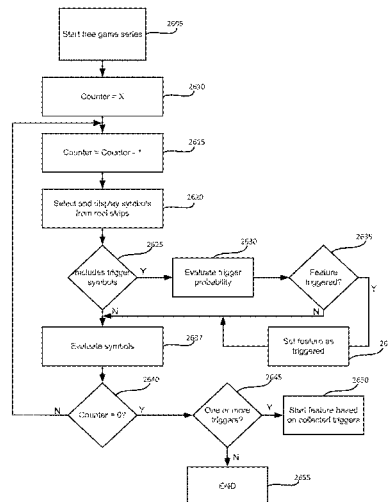 2605
Start free game series
2610
Counter = X
2615
Counter = Counter - 1
2620
Select and display symbols
from reel strips
2625
Includes trigger
symbols
Y
2630
Evaluate trigger
probability
2635
Feature
triggered?
N
N
Y
Evaluate symbols
2637
Set feature as
triggered
2640
Counter = 0?
N
Y
2645
One or more
triggers?
Y
2650
Start feature based
on collected triggers
N
END
2655